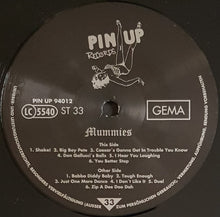 PIN UP
RECORDS
PIN UP 94012
LC 5540 ST 33
GEMA
Mummies
This Side
1. Shake! 2. Big Boy Pete 3. Caesar's Gonna Get In Trouble You Know
4. Dan Gallucci's Balls 5. I Hear You Laughing
6. You Better Stop
Other Side
1. Babba Diddy Baby 2. Tough Enough
3. Just One More Dance 4. I Don't Like It 5. Duel
6. Zip A Dee Doo Dah
33